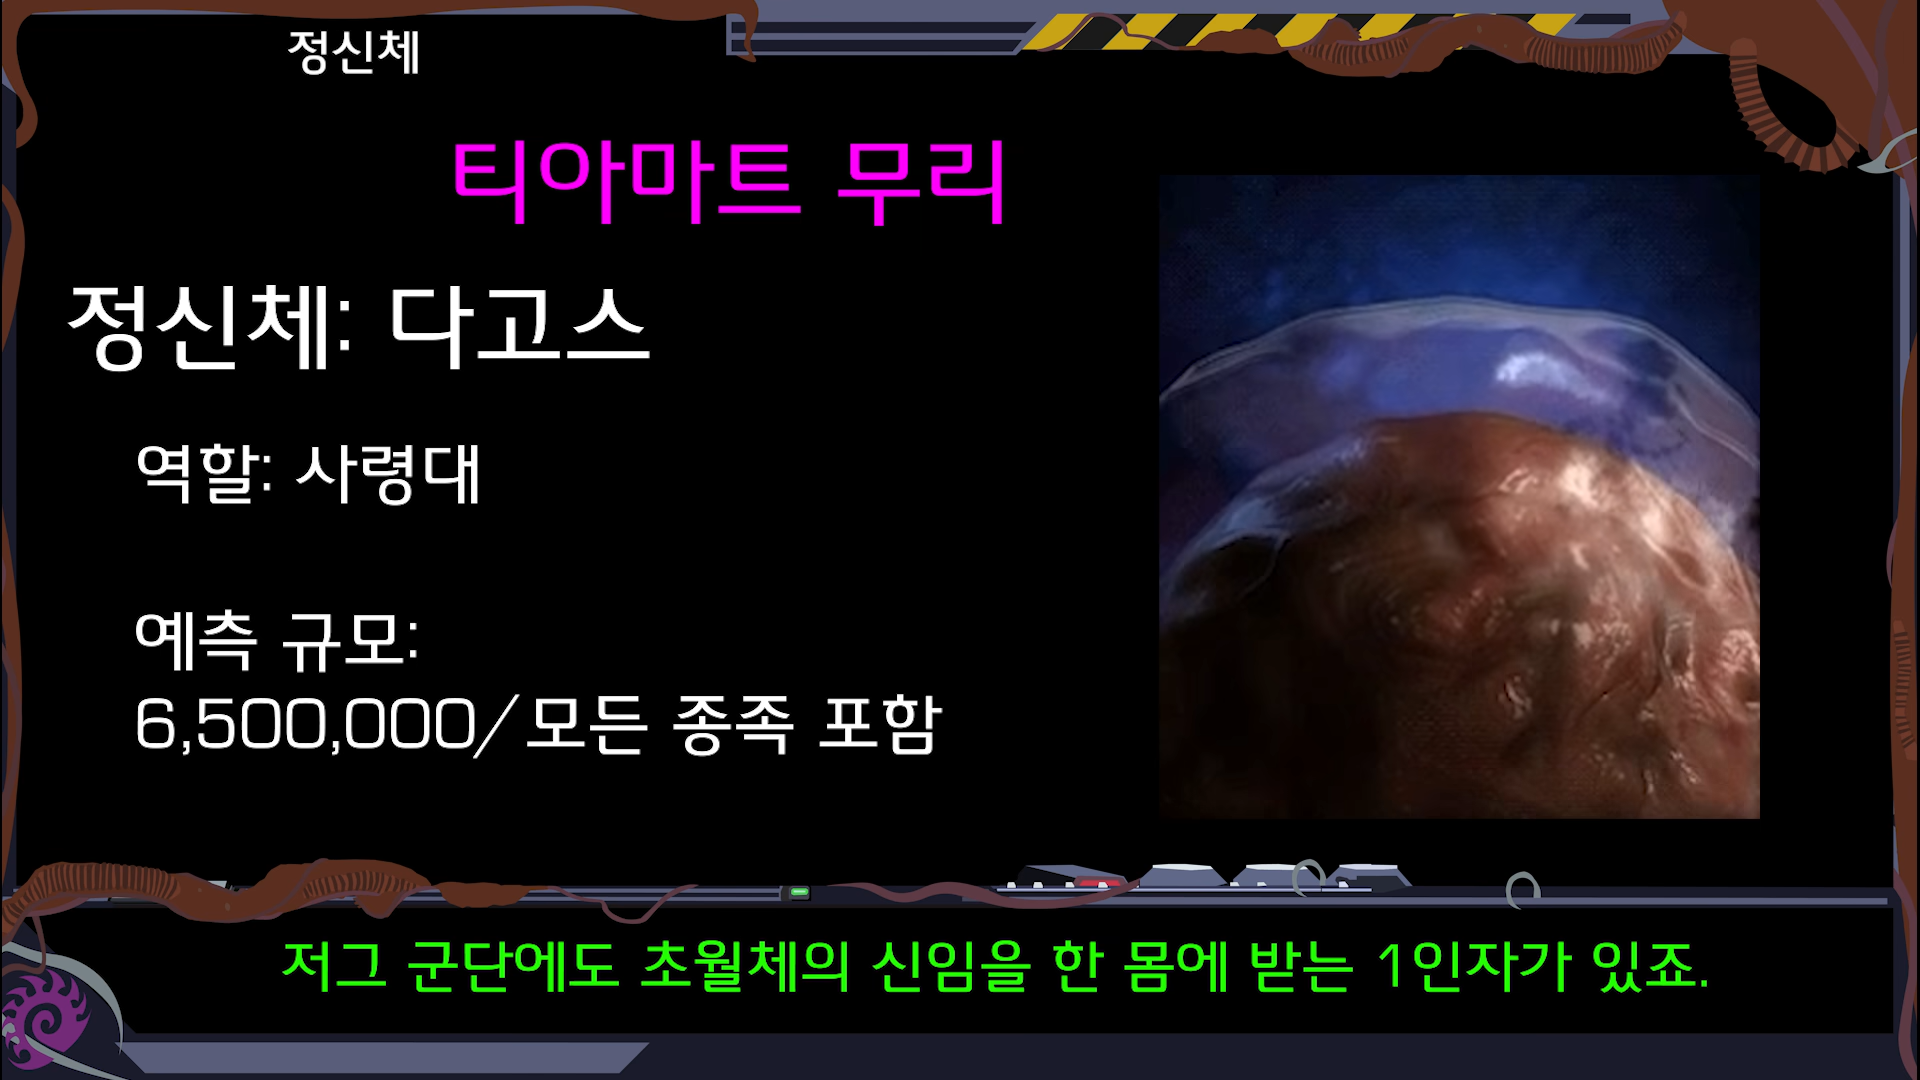 정신체
티아마트 무리
정신체: 다고스
역할: 사령대
예측 규모:
6,500,000/모든 종족 포함
저그 군단에도 초월체의 신임을 한 몸에 받는 1인자가 있죠.